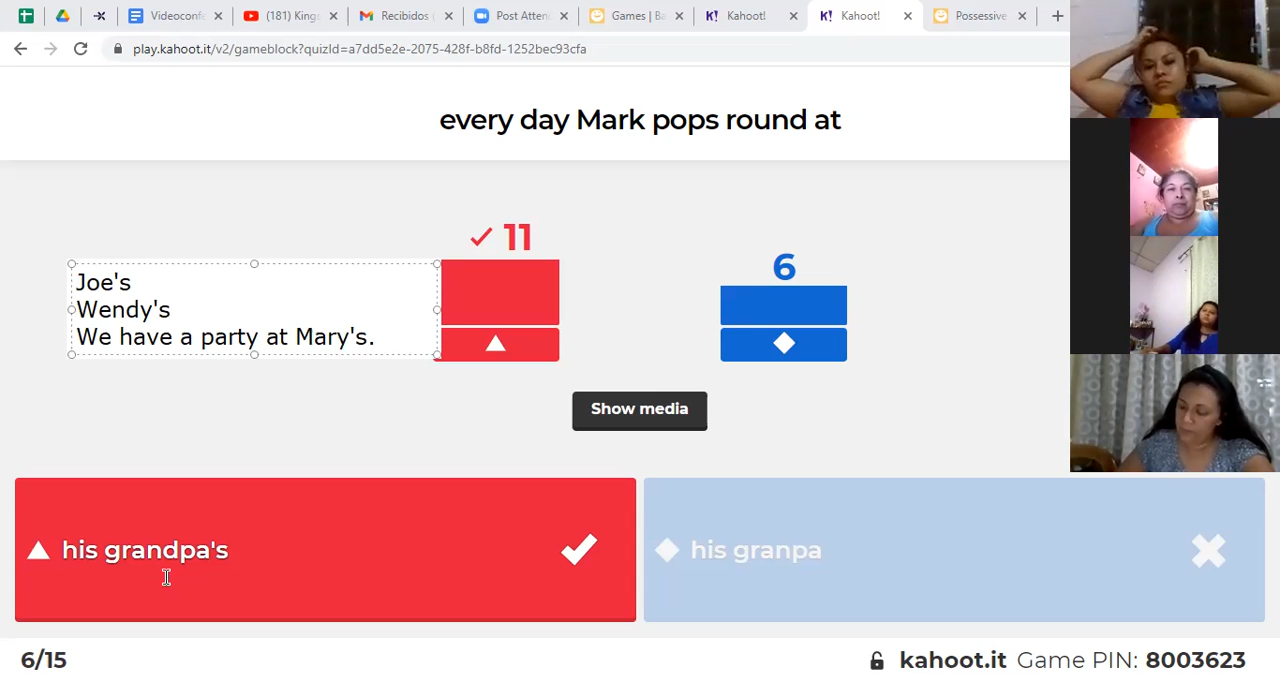 Videoconfe
(181) Kings
Recibidos (
Post Atten
Games | Ba
Kahoot!
Kahoot!
Possessive
play.kahoot.it/v2/gameblock?quizId=a7dd5e2e-2075-428f-b8fd-1252bec93cfa
every day Mark pops round at
11
6
Joe's
Wendy's
We have a party at Mary's.
Show media
his grandpa's
his granpa
6/15
kahoot.it Game PIN: 8003623